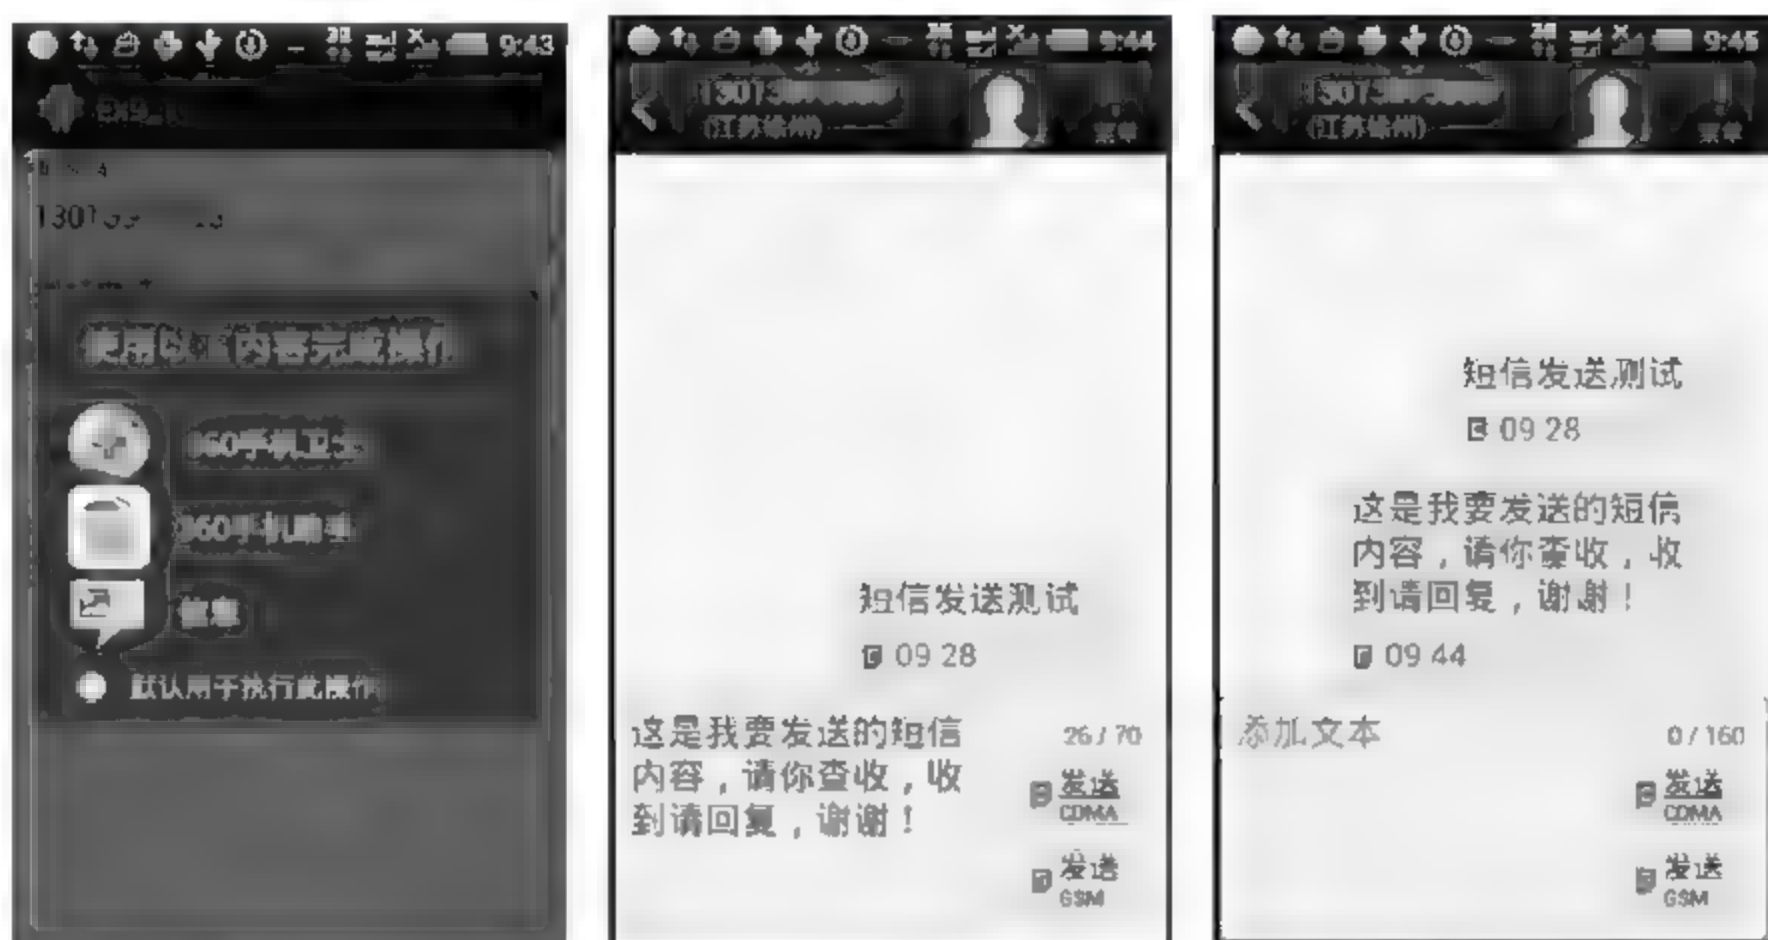 9:43
使用以 内容完成操作
360手机卫士
360手机助手
信息
默认用于执行此操作
9:44
(江苏徐州)
菜单
短信发送测试
09 28
这是我要发送的短信
内容，请你查收，收
到请回复，谢谢！
26 / 70
发送
CDMA
发送
GSM
9:45
(江苏徐州)
菜单
短信发送测试
09 28
这是我要发送的短信
内容，请你查收，收
到请回复，谢谢！
09 44
添加文本
0 / 160
发送
CDMA
发送
GSM